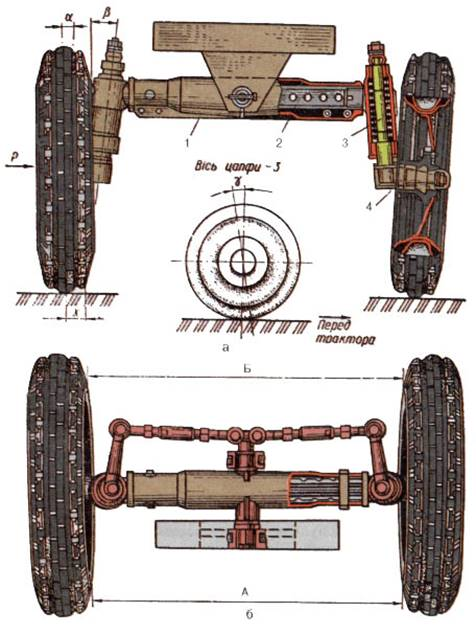 α β
1 2 3
P
Вісь цапфи - 5
γ
4
x
а
Перед
трактора
Б
А
б